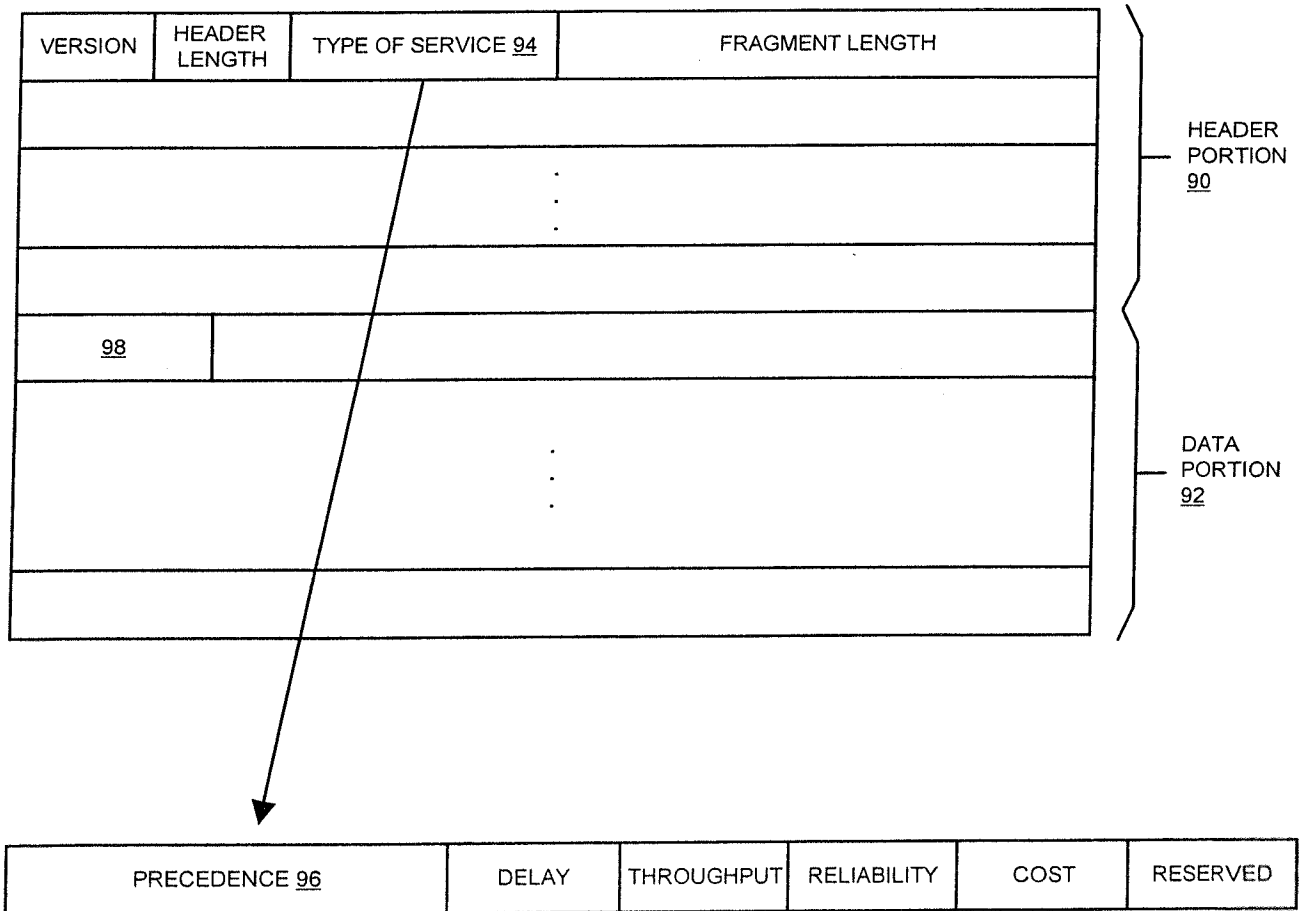 VERSION
HEADER
LENGTH
TYPE OF SERVICE 94
FRAGMENT LENGTH
HEADER
PORTION
90
98
DATA
PORTION
92
PRECEDENCE 96
DELAY
THROUGHPUT
RELIABILITY
COST
RESERVED